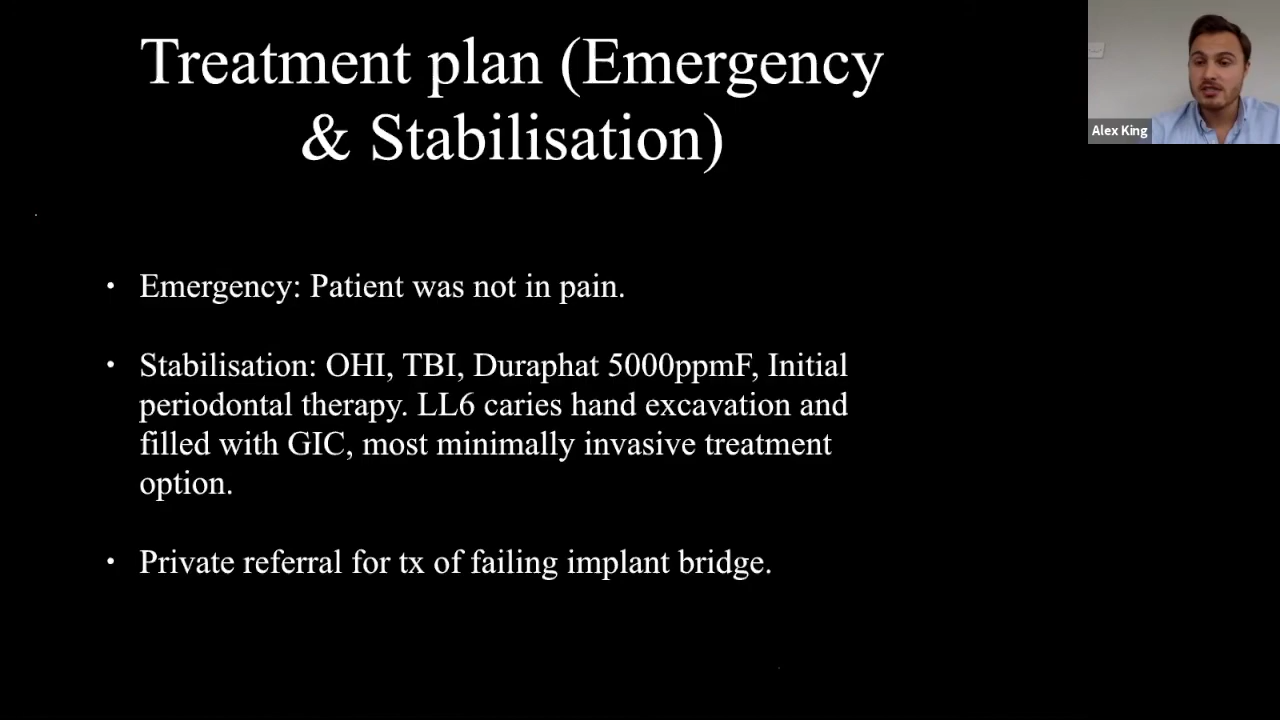 Treatment plan (Emergency
& Stabilisation)
Alex King
• Emergency: Patient was not in pain.
• Stabilisation: OHI, TBI, Duraphat 5000ppmF, Initial
periodontal therapy. LL6 caries hand excavation and
filled with GIC, most minimally invasive treatment
option.
• Private referral for tx of failing implant bridge.